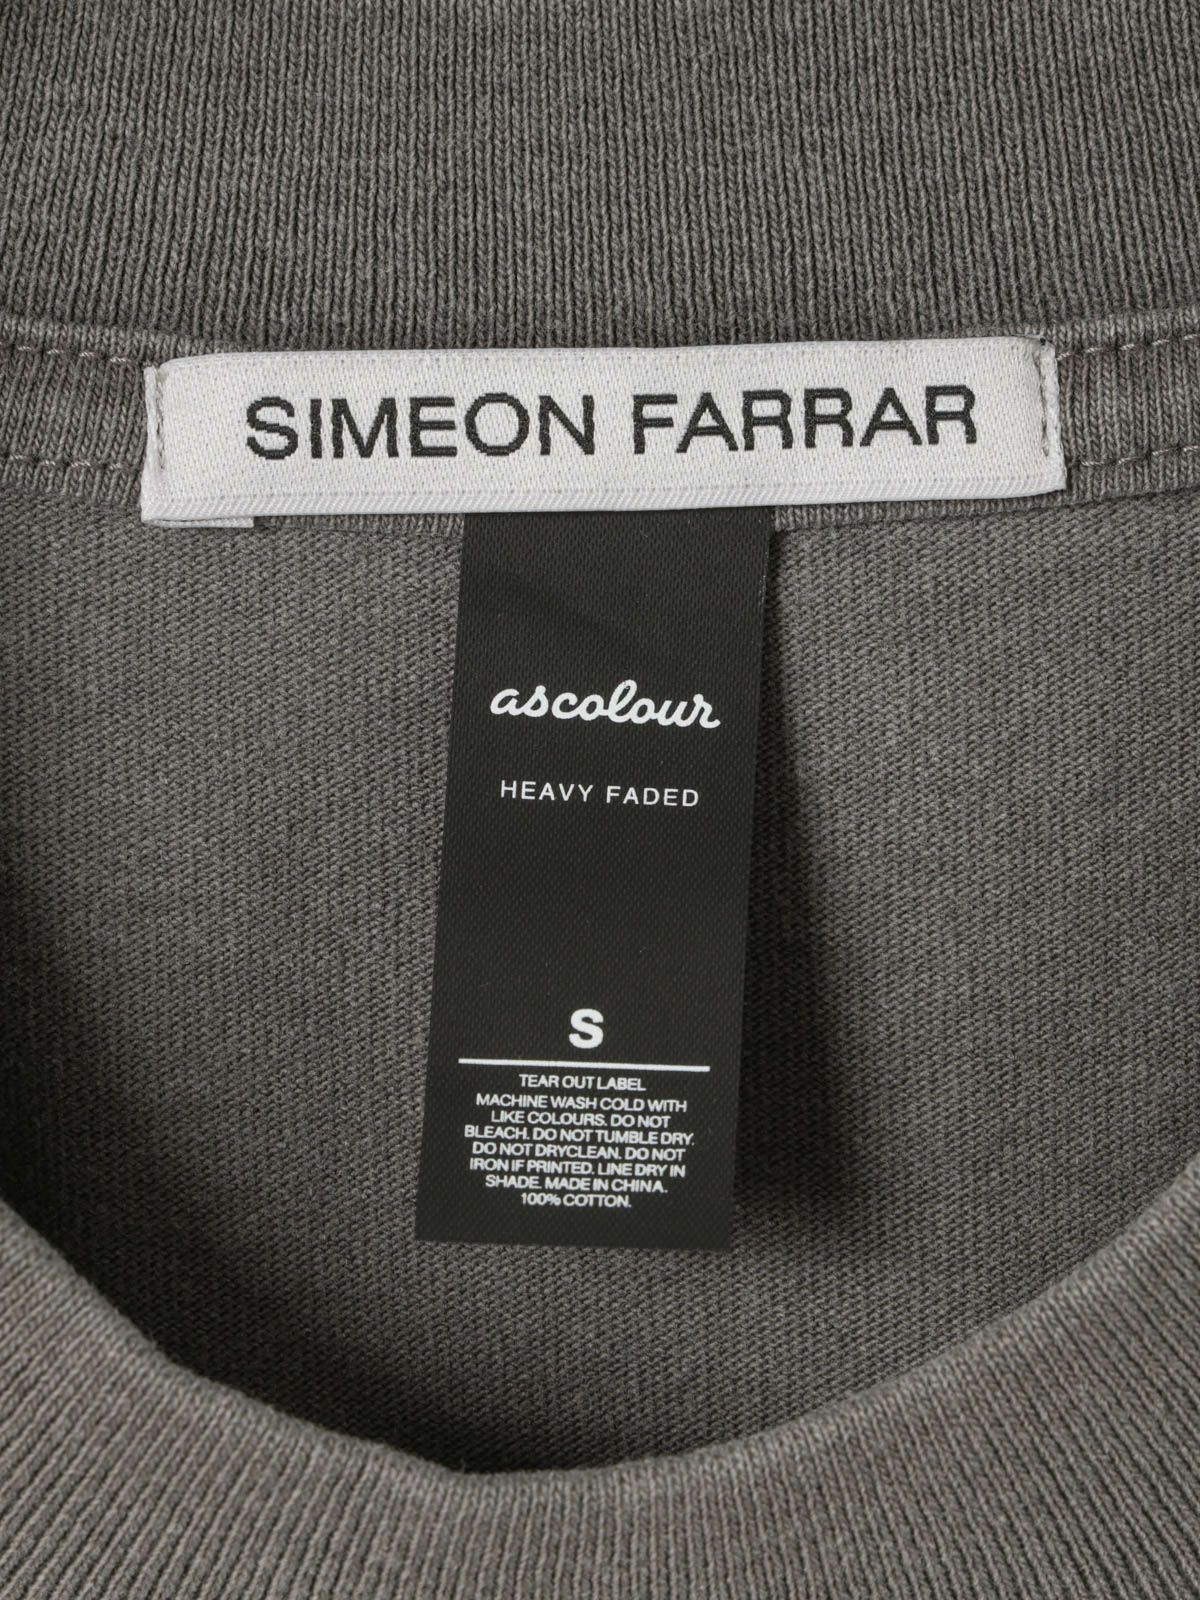 SIMEON FARRAR
ascolour
HEAVY FADED
S
TEAR OUT LABEL
MACHINE WASH COLD WITH
LIKE COLOURS. DO NOT
BLEACH. DO NOT TUMBLE DRY.
DO NOT DRYCLEAN. DO NOT
IRON IF PRINTED. LINE DRY IN
SHADE. MADE IN CHINA.
100% COTTON.